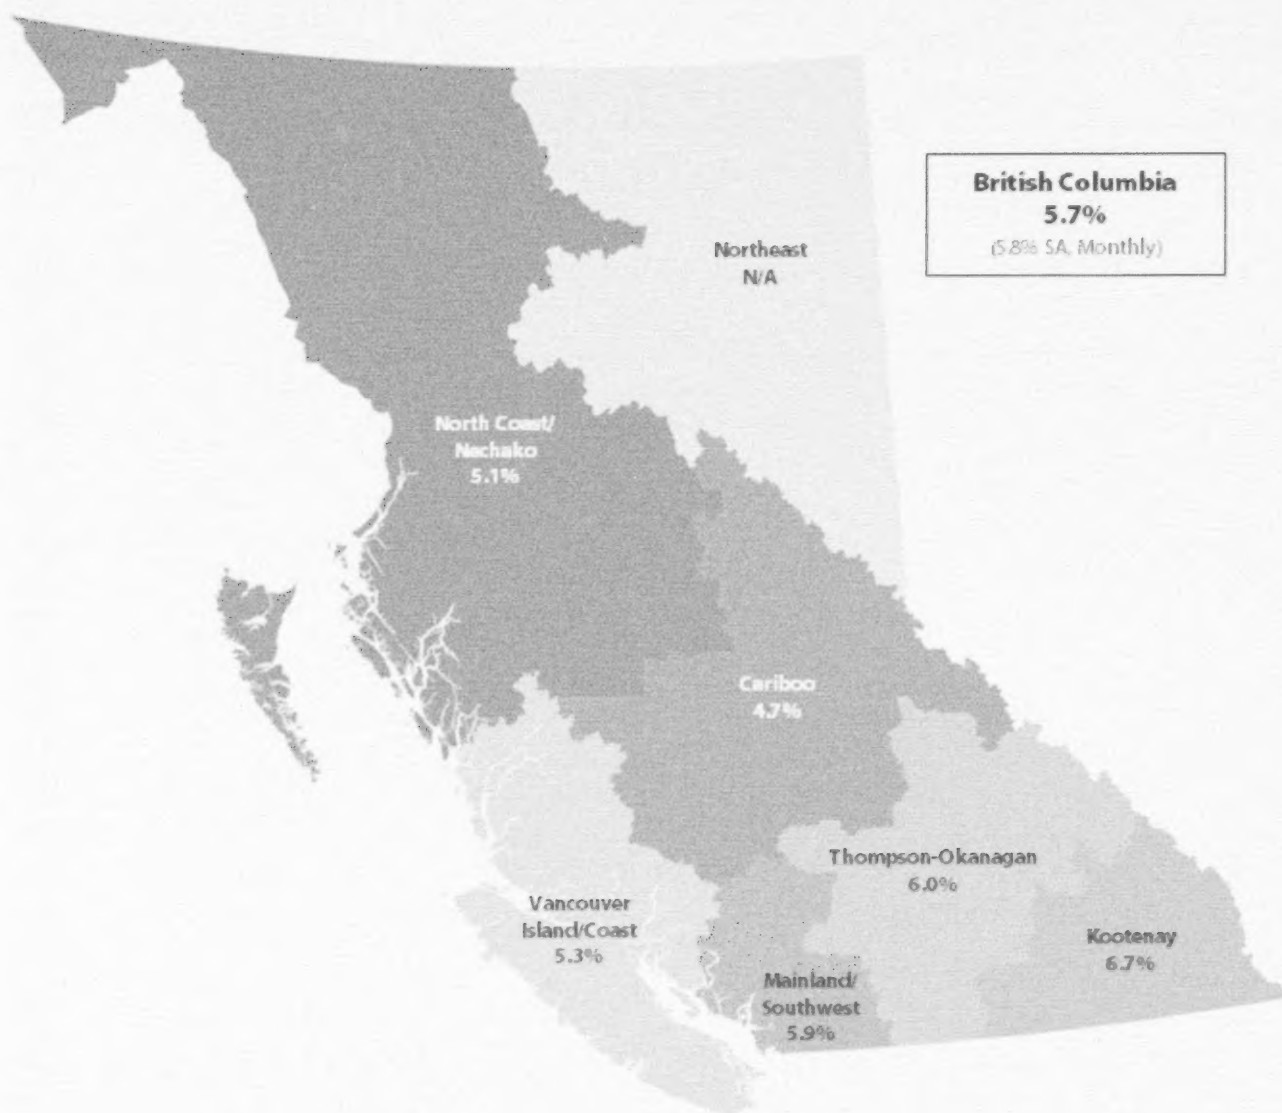 British Columbia
5.7%
(5.8% SA, Monthly)
Northeast
N/A
North Coast/
Nechako
5.1%
Cariboo
4.7%
Thompson-Okanagan
6.0%
Vancouver
Island/Coast
5.3%
Kootenay
6.7%
Mainland/
Southwest
5.9%